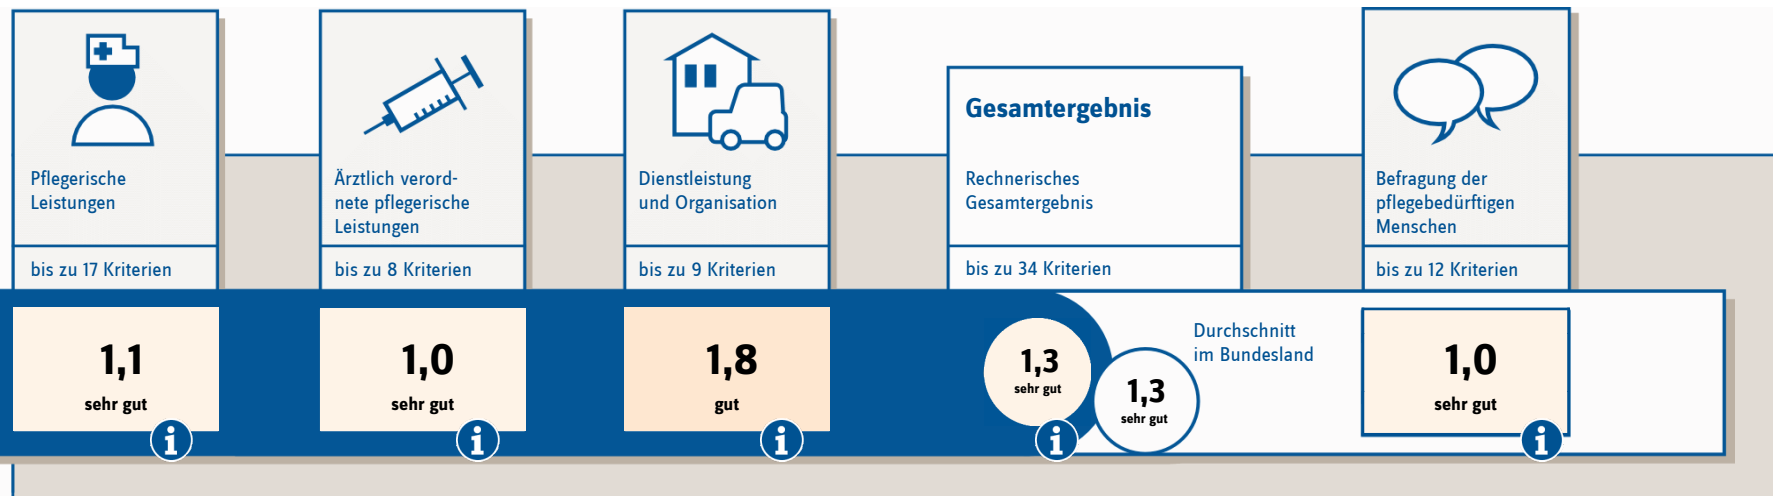 Pflegerische
Leistungen
bis zu 17 Kriterien
1,1
sehr gut
i
Ärztlich verord-
nete pflegerische
Leistungen
bis zu 8 Kriterien
1,0
sehr gut
i
Dienstleistung
und Organisation
bis zu 9 Kriterien
1,8
gut
i
Gesamtergebnis
Rechnerisches
Gesamtergebnis
bis zu 34 Kriterien
1,3
sehr gut
i
1,3
sehr gut
Durchschnitt
im Bundesland
Befragung der
pflegebedürftigen
Menschen
bis zu 12 Kriterien
1,0
sehr gut
i